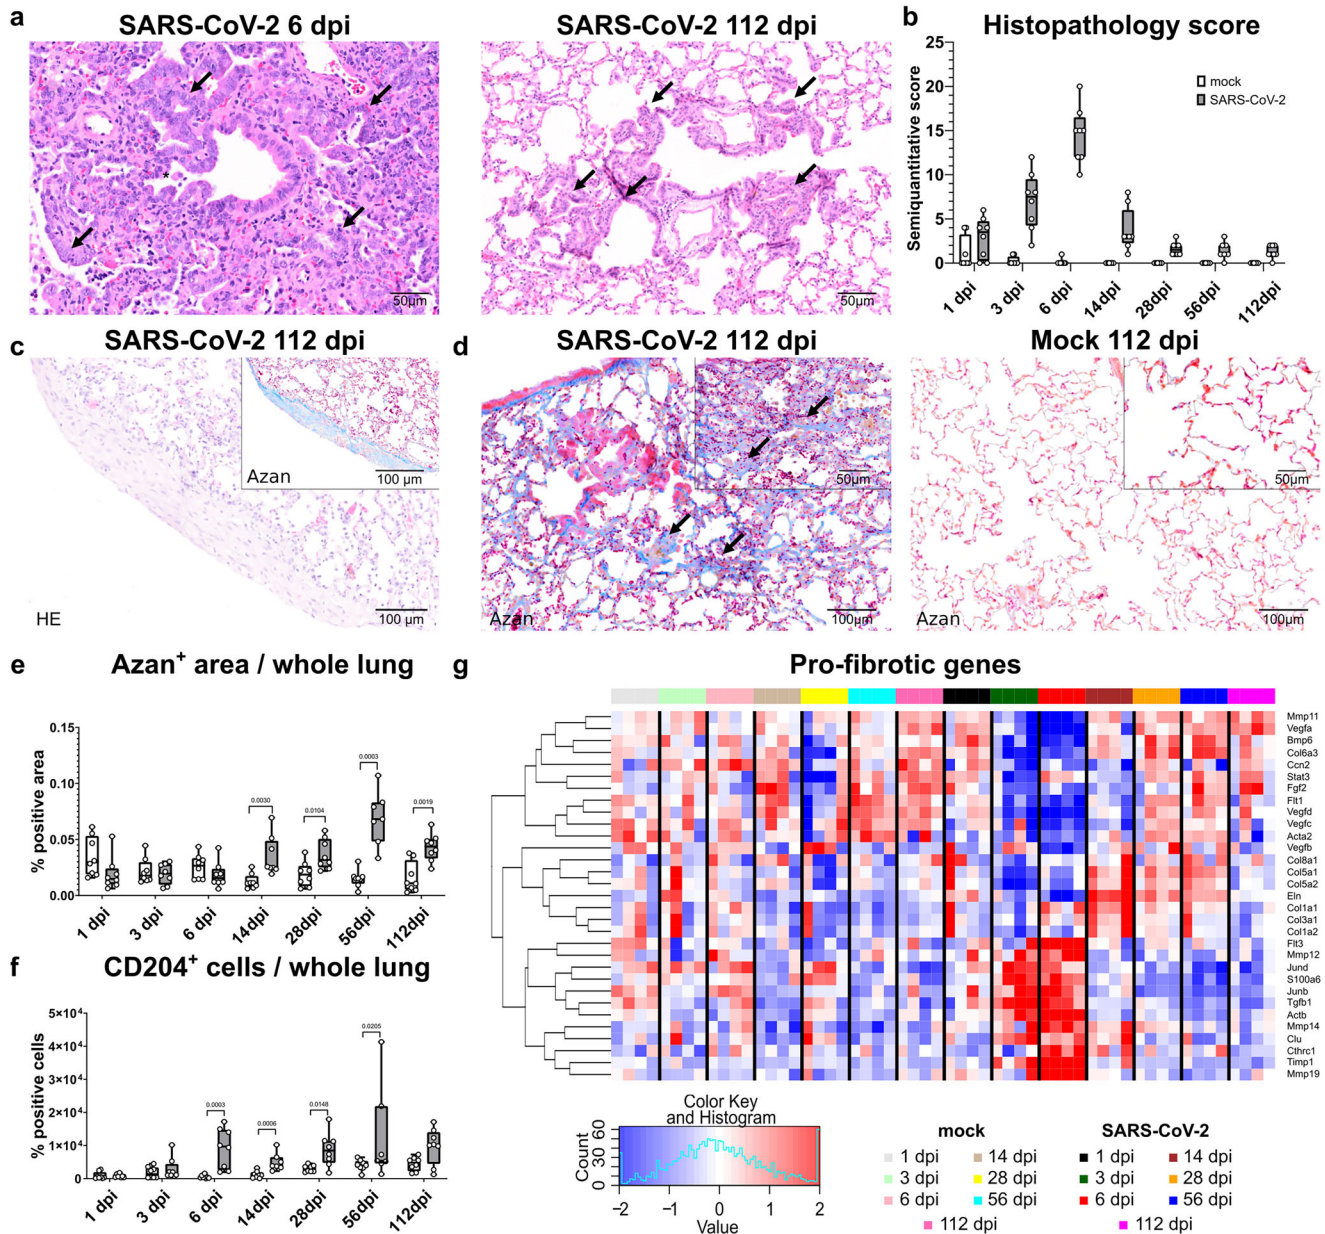 a
SARS-CoV-2 6 dpi
*
50µm
SARS-CoV-2 112 dpi
50µm
b
Histopathology score
Semiquantitative score
25
20
15
10
5
0
mock
SARS-CoV-2
1 dpi
3 dpi
6 dpi
14dpi
28dpi
56dpi
112dpi
c
SARS-CoV-2 112 dpi
Azan
100 µm
HE
100 µm
d
SARS-CoV-2 112 dpi
50µm
Azan
100µm
Mock 112 dpi
50µm
Azan
100µm
e
Azan⁺ area / whole lung
% positive area
0.15
0.10
0.05
0.00
0.0030
0.0104
0.0003
0.0019
1 dpi
3 dpi
6 dpi
14dpi
28dpi
56dpi
112dpi
f
CD204⁺ cells / whole lung
% positive cells
5×10⁴
4×10⁴
3×10⁴
2×10⁴
1×10⁴
0
0.0003
0.0006
0.0148
0.0205
1 dpi
3 dpi
6 dpi
14dpi
28dpi
56dpi
112dpi
g
Pro-fibrotic genes
Mmp11
Vegfa
Bmp6
Col6a3
Ccn2
Stat3
Fgf2
Flt1
Vegfd
Vegfc
Acta2
Vegfb
Col8a1
Col5a1
Col5a2
Eln
Col1a1
Col3a1
Col1a2
Flt3
Mmp12
Jund
S100a6
Junb
Tgfb1
Actb
Mmp14
Clu
Cthrc1
Timp1
Mmp19
Color Key
and Histogram
Count
60
30
0
−2
−1
0
1
2
Value
mock
1 dpi
14 dpi
3 dpi
28 dpi
6 dpi
56 dpi
112 dpi
SARS-CoV-2
1 dpi
14 dpi
3 dpi
28 dpi
6 dpi
56 dpi
112 dpi